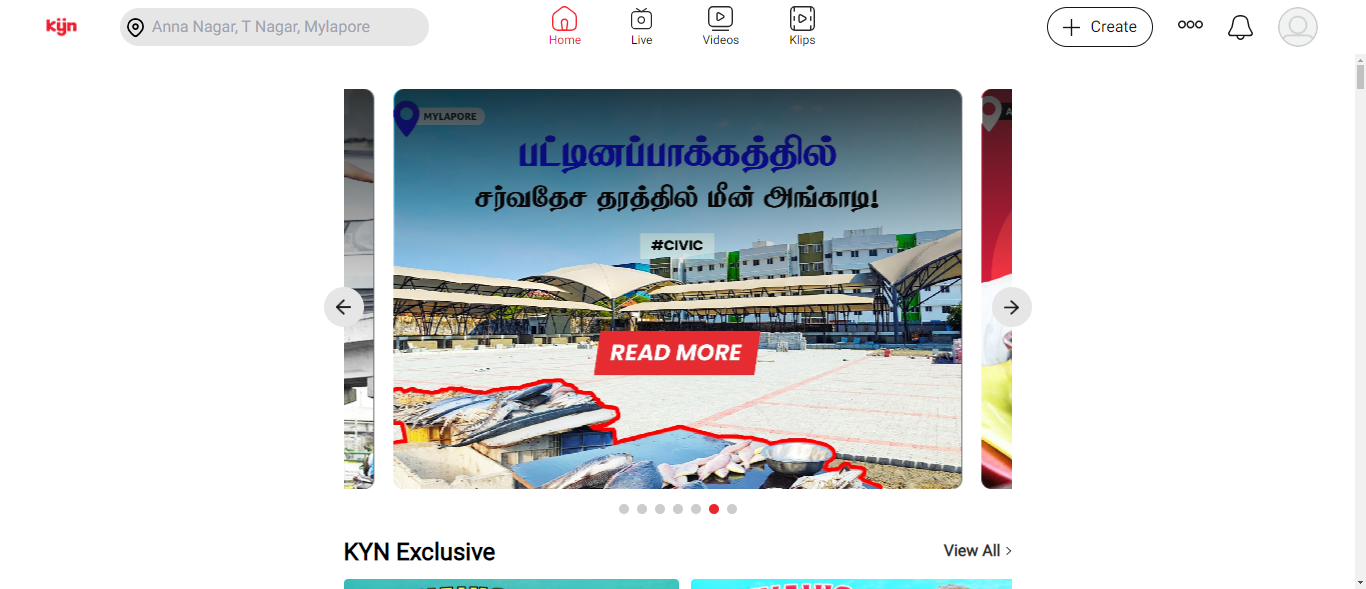 kyn
Anna Nagar, T Nagar, Mylapore
Home
Live
Videos
Klips
Create
MYLAPORE
பட்டினப்பாக்கத்தில்
சர்வதேச தரத்தில் மீன் அங்காடி!
#CIVIC
READ MORE
KYN Exclusive
View All